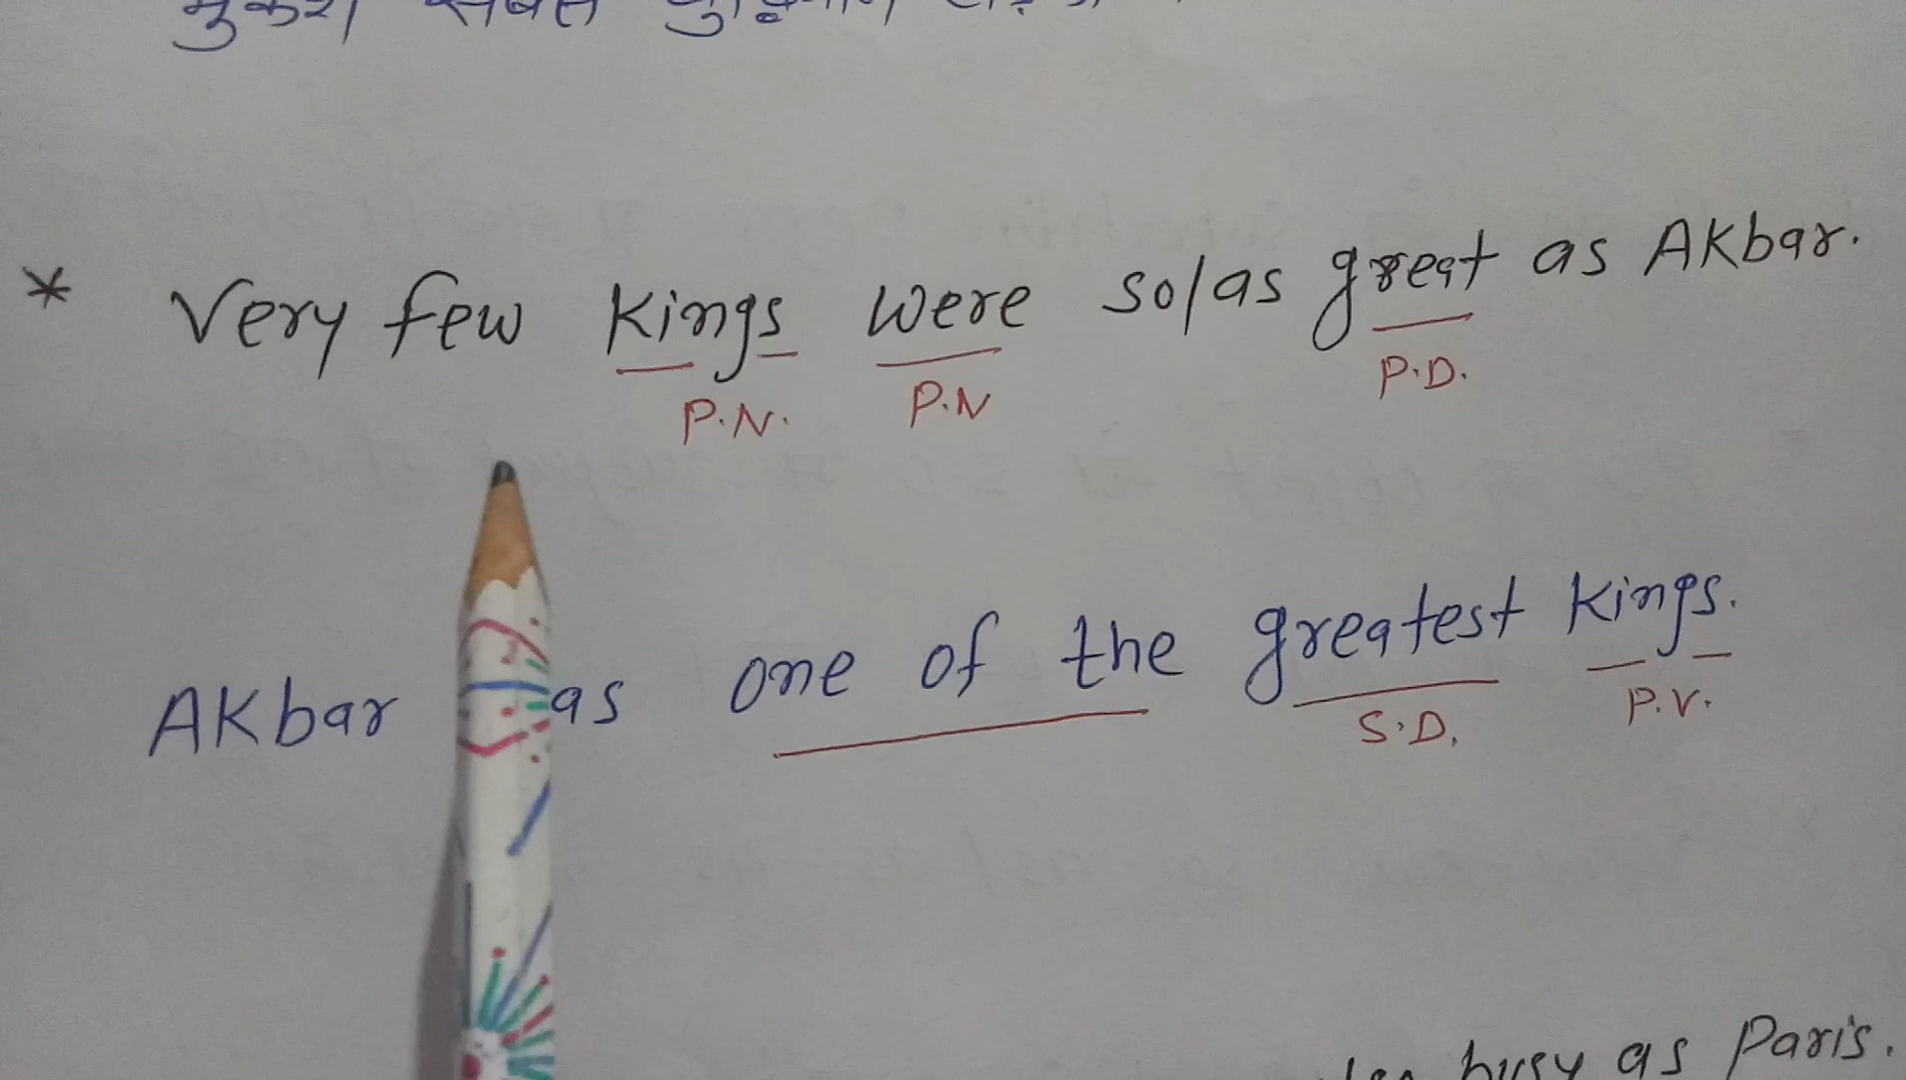 * Very few Kings were so/as great as Akbar.
P.N. P.N P.D.
Akbar as one of the greatest Kings.
S.D. P.V.
busy as Paris.